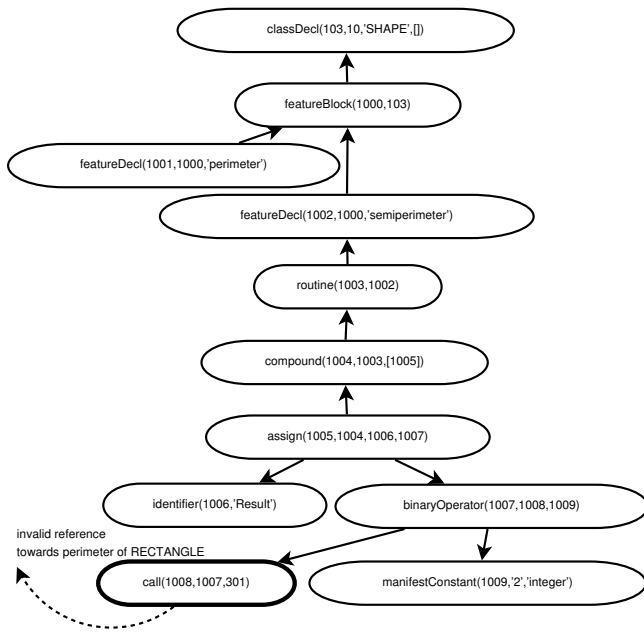 classDecl(103,10,'SHAPE',[])
featureBlock(1000,103)
featureDecl(1001,1000,'perimeter')
featureDecl(1002,1000,'semiperimeter')
routine(1003,1002)
compound(1004,1003,[1005])
assign(1005,1004,1006,1007)
identifier(1006,'Result')
binaryOperator(1007,1008,1009)
invalid reference
towards perimeter of RECTANGLE
call(1008,1007,301)
manifestConstant(1009,'2','integer')